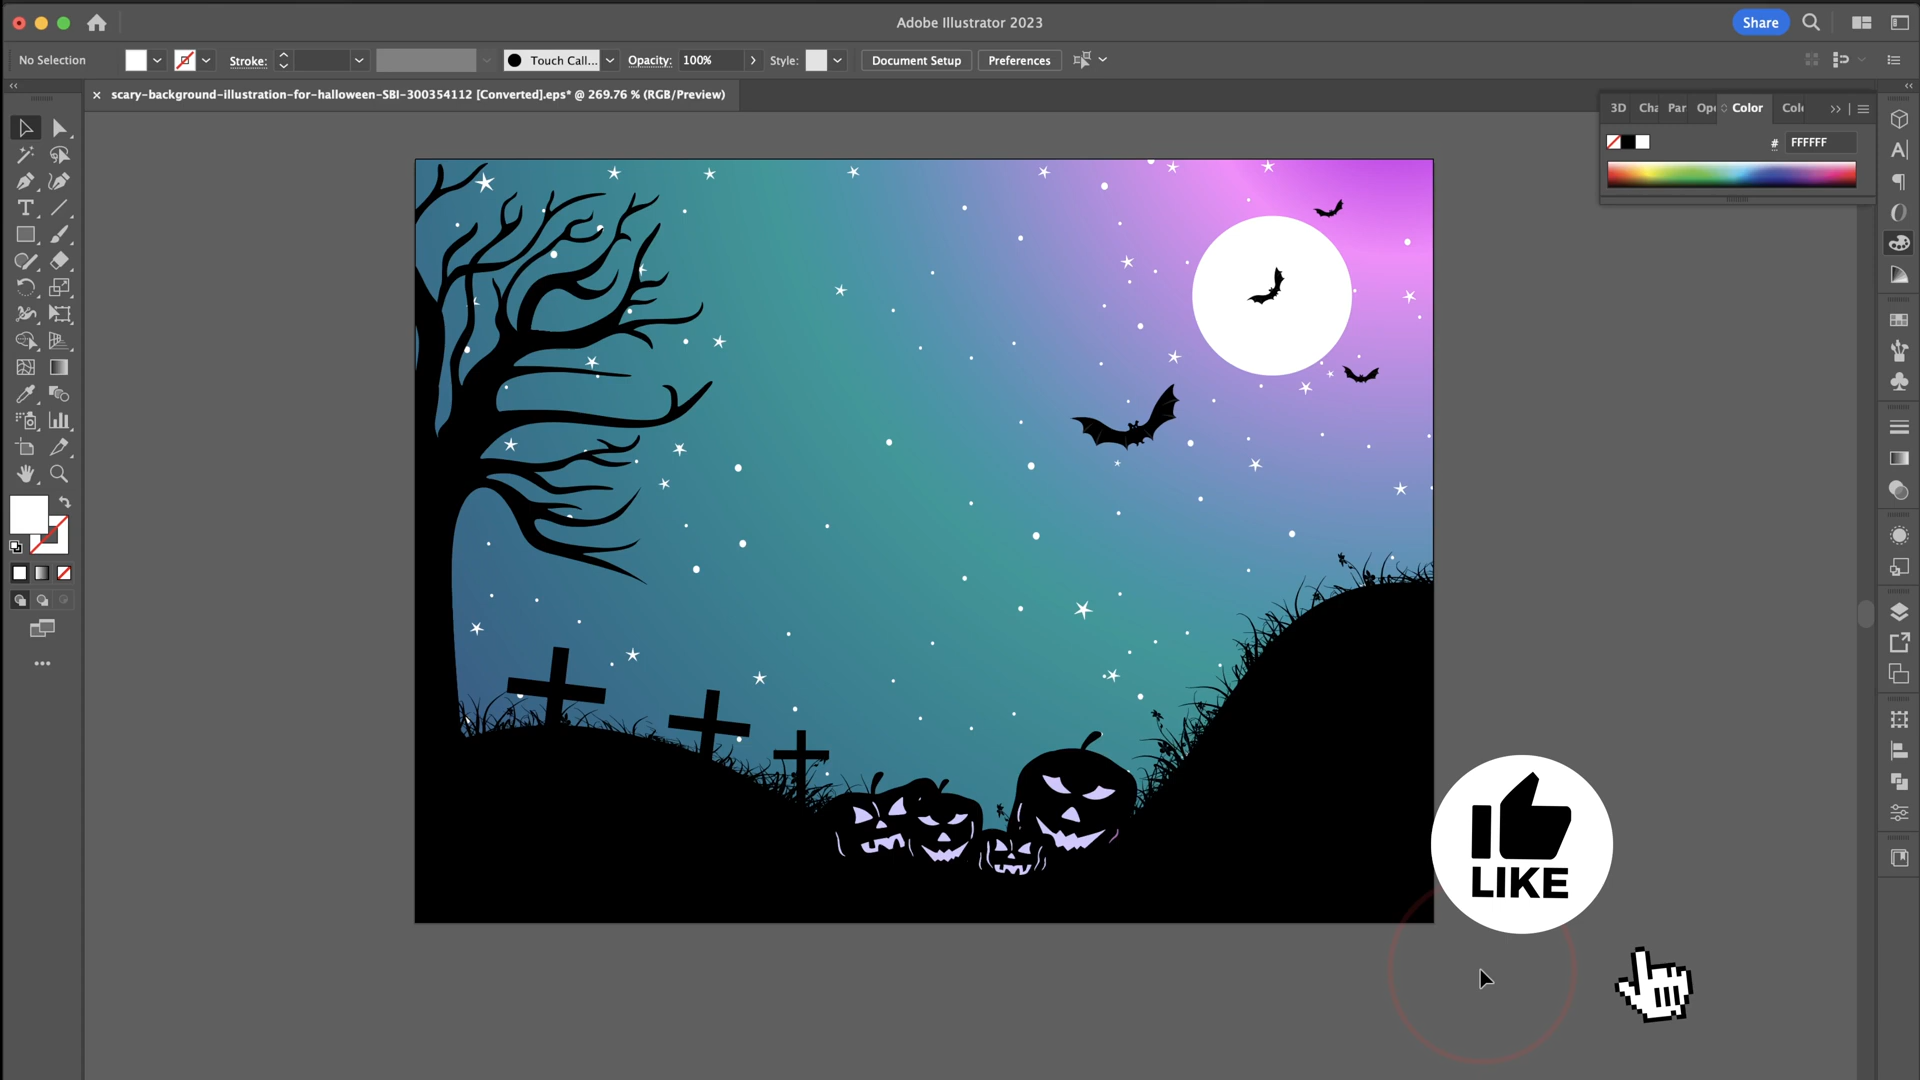 Adobe Illustrator 2023
Share
No Selection
Stroke:
Touch Call...
Opacity:
100%
Style:
Document Setup
Preferences
scary-background-illustration-for-halloween-SBI-300354112 [Converted].eps* @ 269.76 % (RGB/Preview)
3D
Cha
Par
Ope
Color
Col
# FFFFFF
LIKE